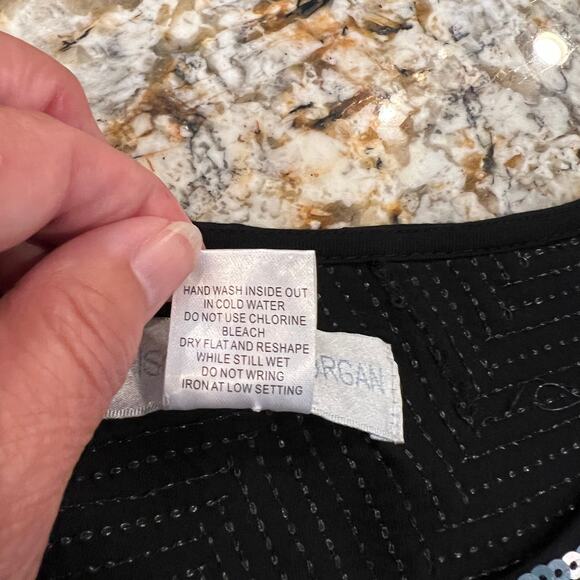 HAND WASH INSIDE OUT
IN COLD WATER
DO NOT USE CHLORINE
BLEACH
DRY FLAT AND RESHAPE
WHILE STILL WET
DO NOT WRING
IRON AT LOW SETTING